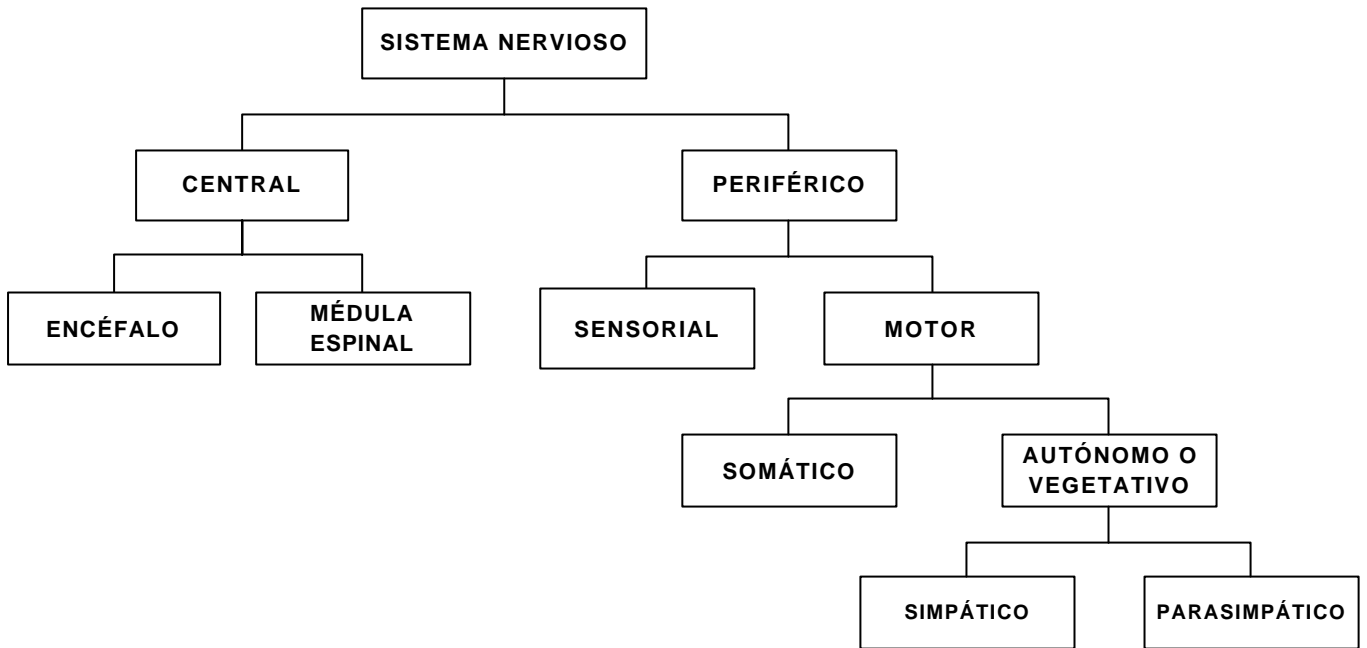 SISTEMA NERVIOSO
CENTRAL
PERIFÉRICO
ENCÉFALO
MÉDULA
ESPINAL
SENSORIAL
MOTOR
SOMÁTICO
AUTÓNOMO O
VEGETATIVO
SIMPÁTICO
PARASIMPÁTICO